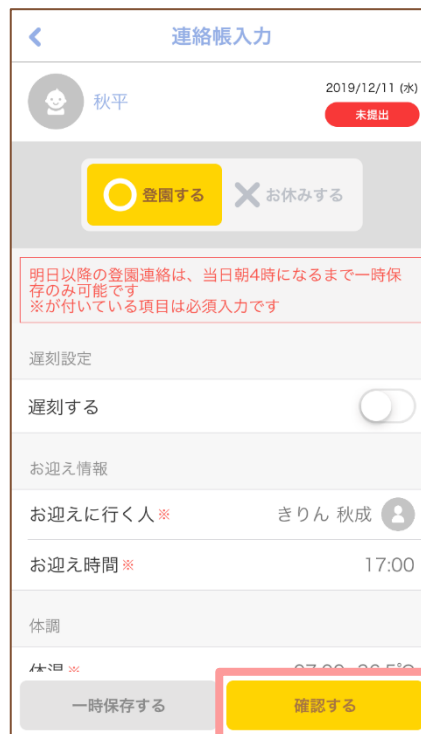 連絡帳入力
秋平
2019/12/11 (水)
未提出
登園する
お休みする
明日以降の登園連絡は、当日朝4時になるまで一時保
存のみ可能です
※が付いている項目は必須入力です
遅刻設定
遅刻する
お迎え情報
お迎えに行く人※ きりん 秋成
お迎え時間※ 17:00
体調
体温※
一時保存する
確認する